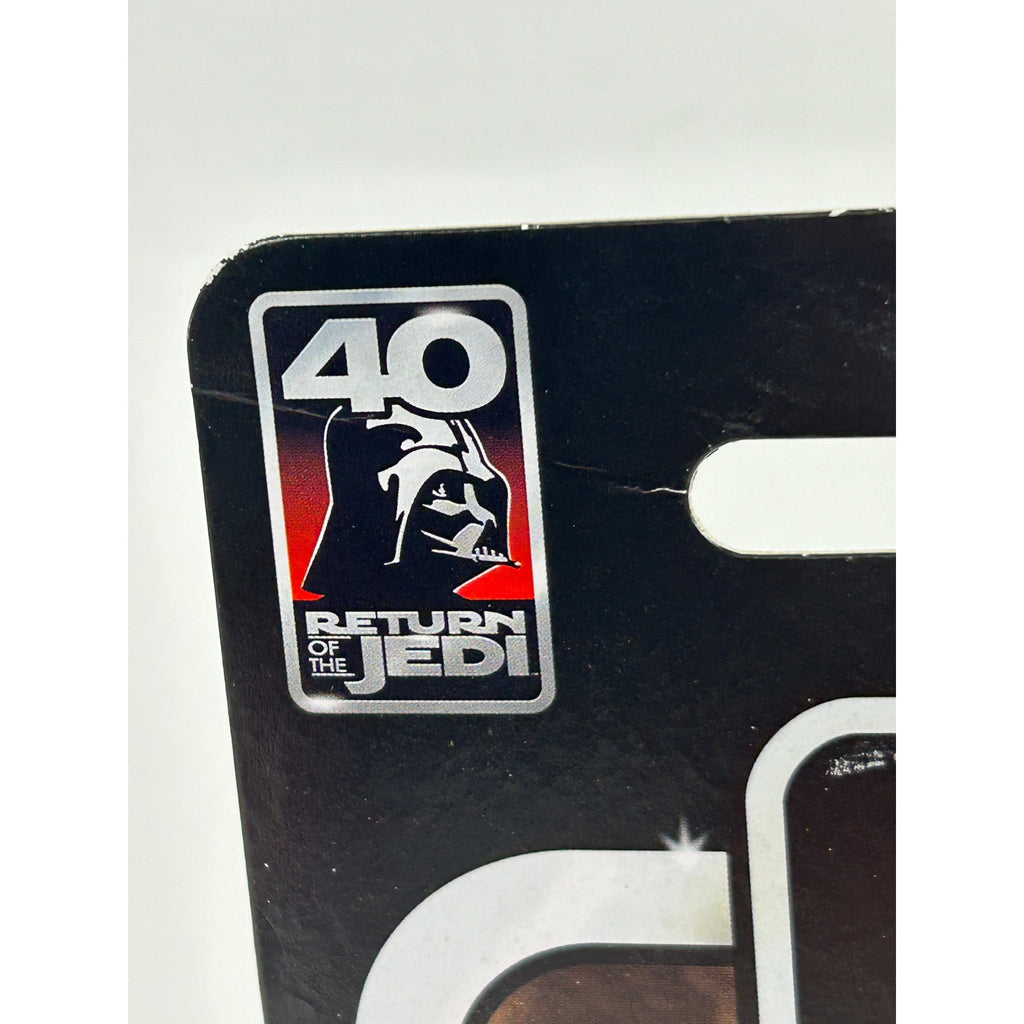 40
RETURN
OF THE JEDI